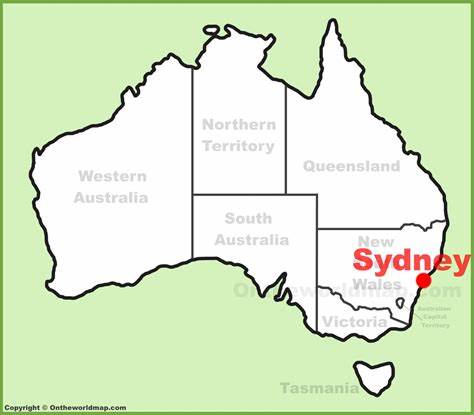 Northern
Territory
Queensland
Western
Australia
South
Australia
New
Sydney
Wales
Ontheworldmap.com
Australian
Capital
Territory
Victoria
Tasmania
Copyright © Ontheworldmap.com